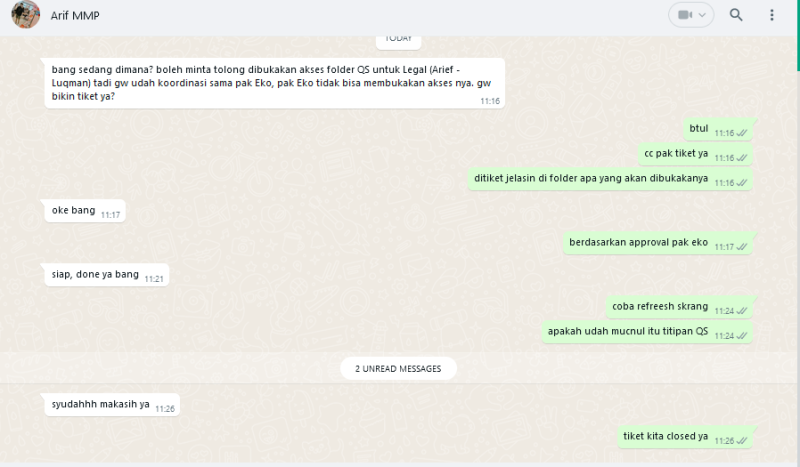 Arif MMP
TODAY
bang sedang dimana? boleh minta tolong dibukakan akses folder QS untuk Legal (Arief -
Luqman) tadi gw udah koordinasi sama pak Eko, pak Eko tidak bisa membukakan akses nya. gw
bikin tiket ya?
11:16
btul 11:16
cc pak tiket ya 11:16
ditiket jelasin di folder apa yang akan dibukakanya 11:16
oke bang 11:17
berdasarkan approval pak eko 11:17
siap, done ya bang 11:21
coba refreesh skrang 11:24
apakah udah mucnul itu titipan QS 11:24
2 UNREAD MESSAGES
syudahhh makasih ya 11:26
tiket kita closed ya 11:26